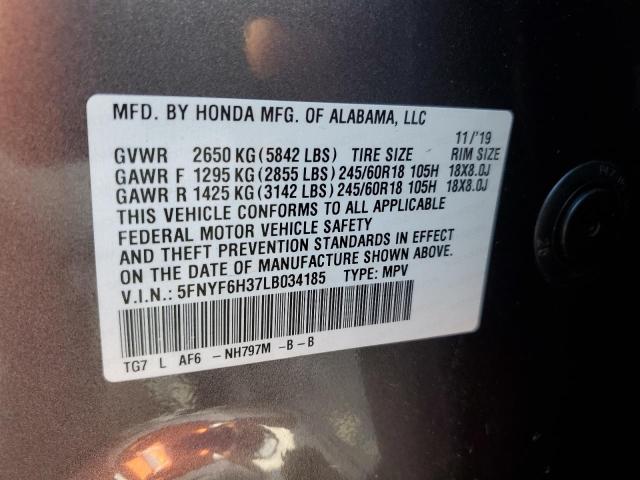 MFD. BY HONDA MFG. OF ALABAMA, LLC
11/'19
GVWR 2650 KG (5842 LBS) TIRE SIZE RIM SIZE
GAWR F 1295 KG (2855 LBS) 245/60R18 105H 18X8.0J
GAWR R 1425 KG (3142 LBS) 245/60R18 105H 18X8.0J
THIS VEHICLE CONFORMS TO ALL APPLICABLE
FEDERAL MOTOR VEHICLE SAFETY
AND THEFT PREVENTION STANDARDS IN EFFECT
ON THE DATE OF MANUFACTURE SHOWN ABOVE.
V.I.N.: 5FNYF6H37LB034185 TYPE: MPV
TG7 L AF6 -NH797M -B-B